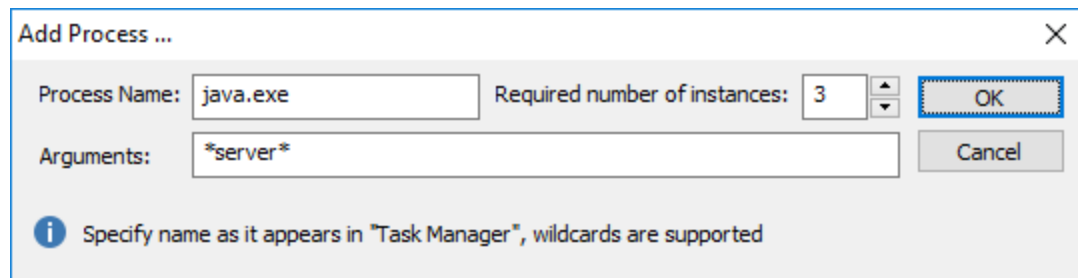 Add Process ...
Process Name: java.exe Required number of instances: 3 OK
Arguments: *server* Cancel
Specify name as it appears in "Task Manager", wildcards are supported